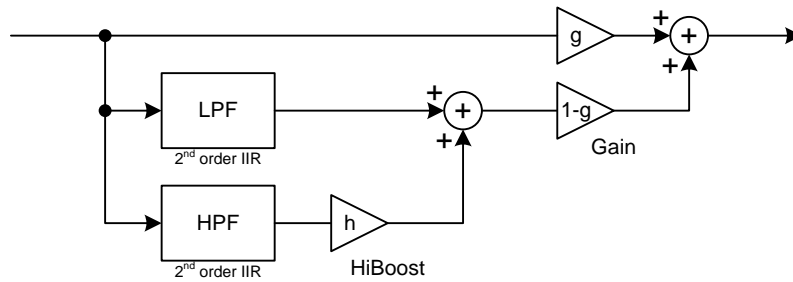 +
g
+
+
LPF
+
+
1-g
2nd order IIR
+
Gain
HPF
h
2nd order IIR
HiBoost